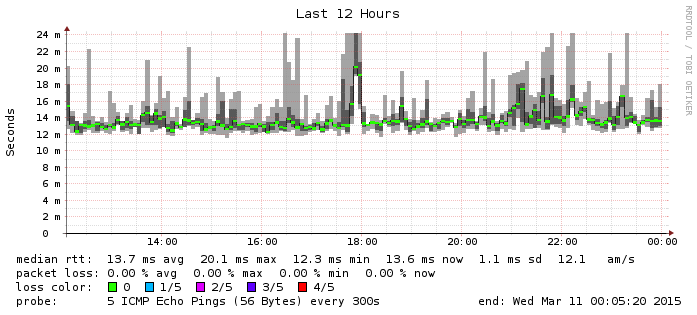 Last 12 Hours
RRDTOOL / TOBI OETIKER
Seconds
24 m
22 m
20 m
18 m
16 m
14 m
12 m
10 m
8 m
6 m
4 m
2 m
0
14:00 16:00 18:00 20:00 22:00 00:00
median rtt: 13.7 ms avg 20.1 ms max 12.3 ms min 13.6 ms now 1.1 ms sd 12.1 am/s
packet loss: 0.00 % avg 0.00 % max 0.00 % min 0.00 % now
loss color: 0 1/5 2/5 3/5 4/5
probe: 5 ICMP Echo Pings (56 Bytes) every 300s end: Wed Mar 11 00:05:20 2015